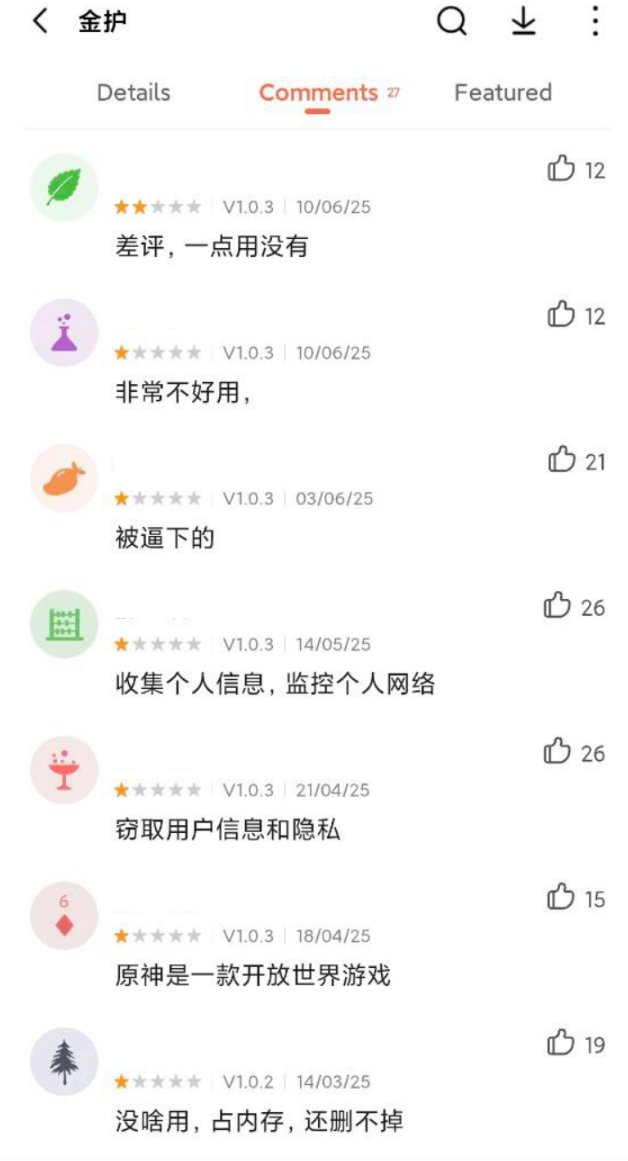 金护
Details Comments 27 Featured
12
V1.0.3 10/06/25
差评，一点用没有
12
V1.0.3 10/06/25
非常不好用，
21
V1.0.3 03/06/25
被逼下的
26
V1.0.3 14/05/25
收集个人信息，监控个人网络
26
V1.0.3 21/04/25
窃取用户信息和隐私
6
15
V1.0.3 18/04/25
原神是一款开放世界游戏
19
V1.0.2 14/03/25
没啥用，占内存，还删不掉